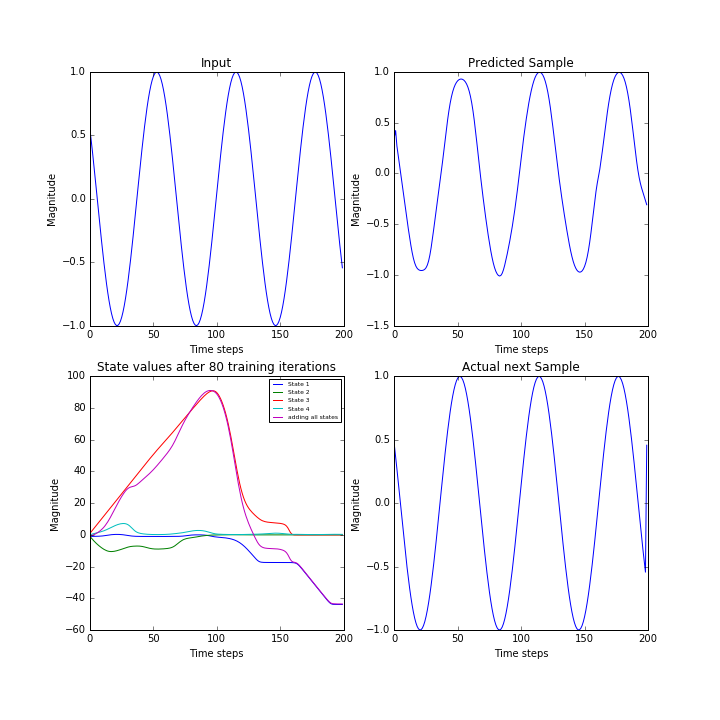 Input
1.0
0.5
0.0
−0.5
−1.0
Magnitude
0 50 100 150 200
Time steps
Predicted Sample
1.0
0.5
0.0
−0.5
−1.0
−1.5
Magnitude
0 50 100 150 200
Time steps
State values after 80 training iterations
100
80
60
40
20
0
−20
−40
−60
Magnitude
State 1
State 2
State 3
State 4
adding all states
0 50 100 150 200
Time steps
Actual next Sample
1.0
0.5
0.0
−0.5
−1.0
Magnitude
0 50 100 150 200
Time steps